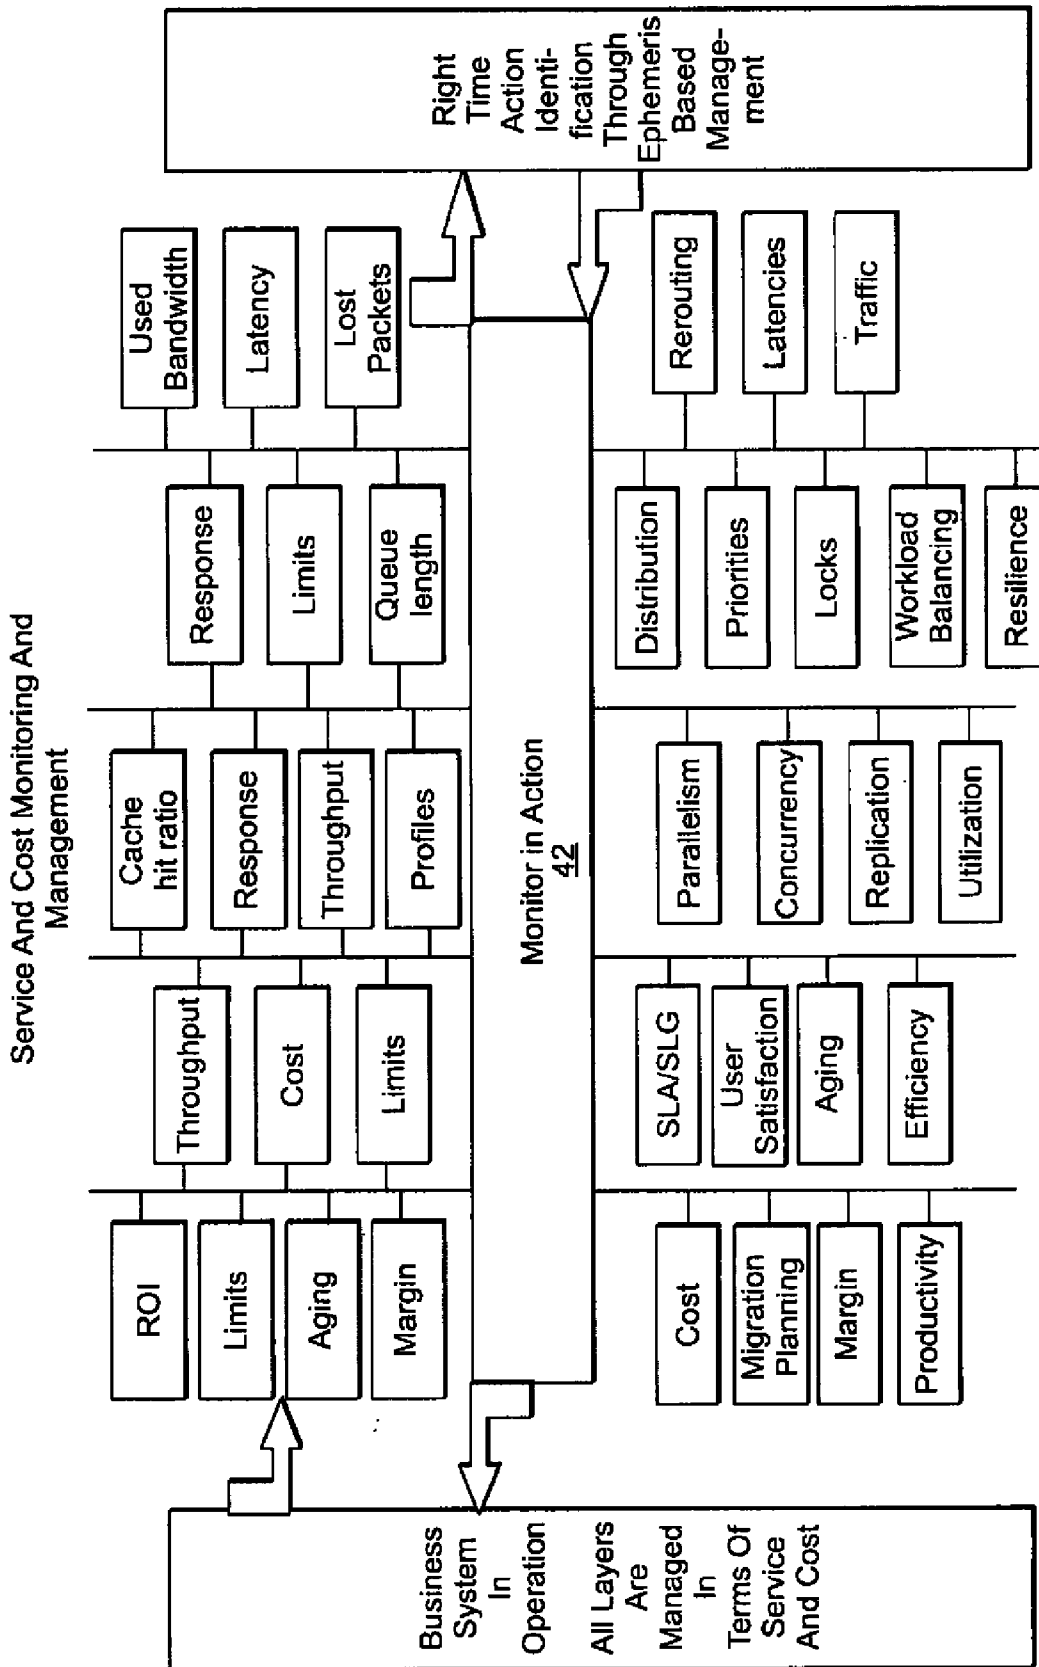 Service And Cost Monitoring And
Management
Business
System
In
Operation
All Layers
Are
Managed
In
Terms Of
Service
And Cost
ROI
Limits
Aging
Margin
Throughput
Cost
Limits
Cache
hit ratio
Response
Throughput
Profiles
Response
Limits
Queue
length
Used
Bandwidth
Latency
Lost
Packets
Monitor in Action
42
Cost
Migration
Planning
Margin
Productivity
SLA/SLG
User
Satisfaction
Aging
Efficiency
Parallelism
Concurrency
Replication
Utilization
Distribution
Priorities
Locks
Workload
Balancing
Resilience
Rerouting
Latencies
Traffic
Right
Time
Action
Identi-
fication
Through
Ephemeris
Based
Manage-
ment